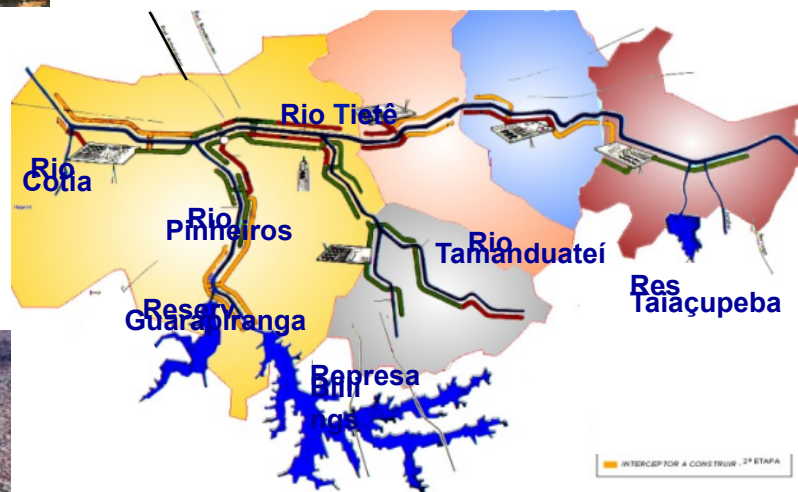 Rio Tietê
Rio
Cotia
Rio
Pinheiros
Rio
Tamanduateí
Res
Taiaçupeba
Reserv.
Guarapiranga
Represa
Billi
ngs
INTERCEPTOR A CONSTRUIR - 2ª ETAPA